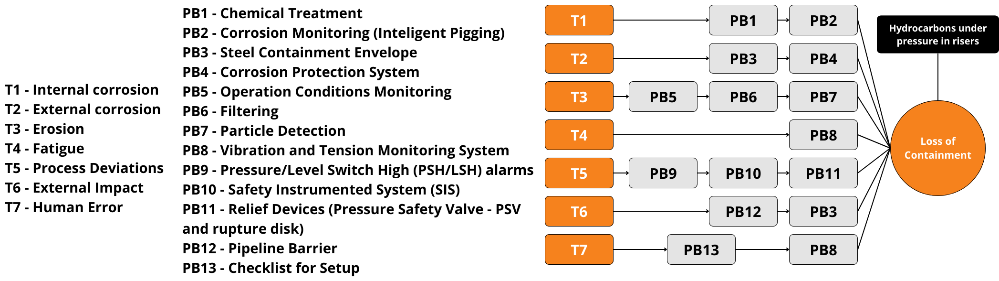 T1 - Internal corrosion
T2 - External corrosion
T3 - Erosion
T4 - Fatigue
T5 - Process Deviations
T6 - External Impact
T7 - Human Error
PB1 - Chemical Treatment
PB2 - Corrosion Monitoring (Inteligent Pigging)
PB3 - Steel Containment Envelope
PB4 - Corrosion Protection System
PB5 - Operation Conditions Monitoring
PB6 - Filtering
PB7 - Particle Detection
PB8 - Vibration and Tension Monitoring System
PB9 - Pressure/Level Switch High (PSH/LSH) alarms
PB10 - Safety Instrumented System (SIS)
PB11 - Relief Devices (Pressure Safety Valve - PSV
and rupture disk)
PB12 - Pipeline Barrier
PB13 - Checklist for Setup
T1 PB1 PB2
T2 PB3 PB4
T3 PB5 PB6 PB7
T4 PB8
T5 PB9 PB10 PB11
T6 PB12 PB3
T7 PB13 PB8
Hydrocarbons under
pressure in risers
Loss of
Containment